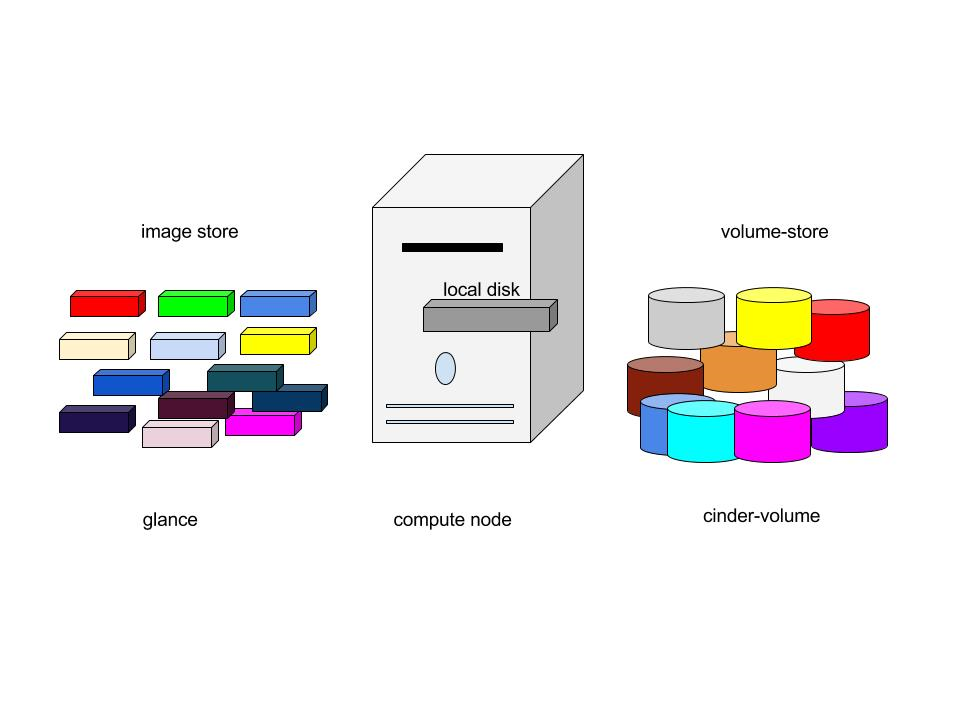 image store
volume-store
local disk
glance
compute node
cinder-volume